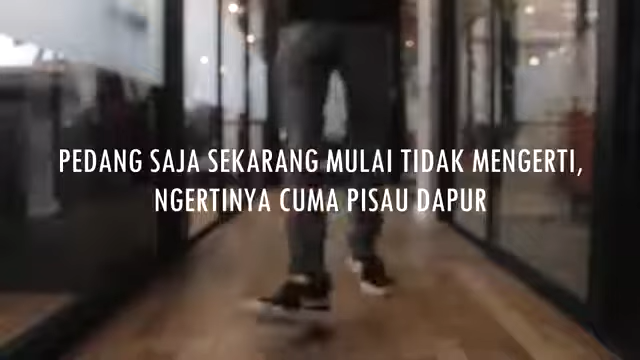 PEDANG SAJA SEKARANG MULAI TIDAK MENGERTI,
NGERTINYA CUMA PISAU DAPUR